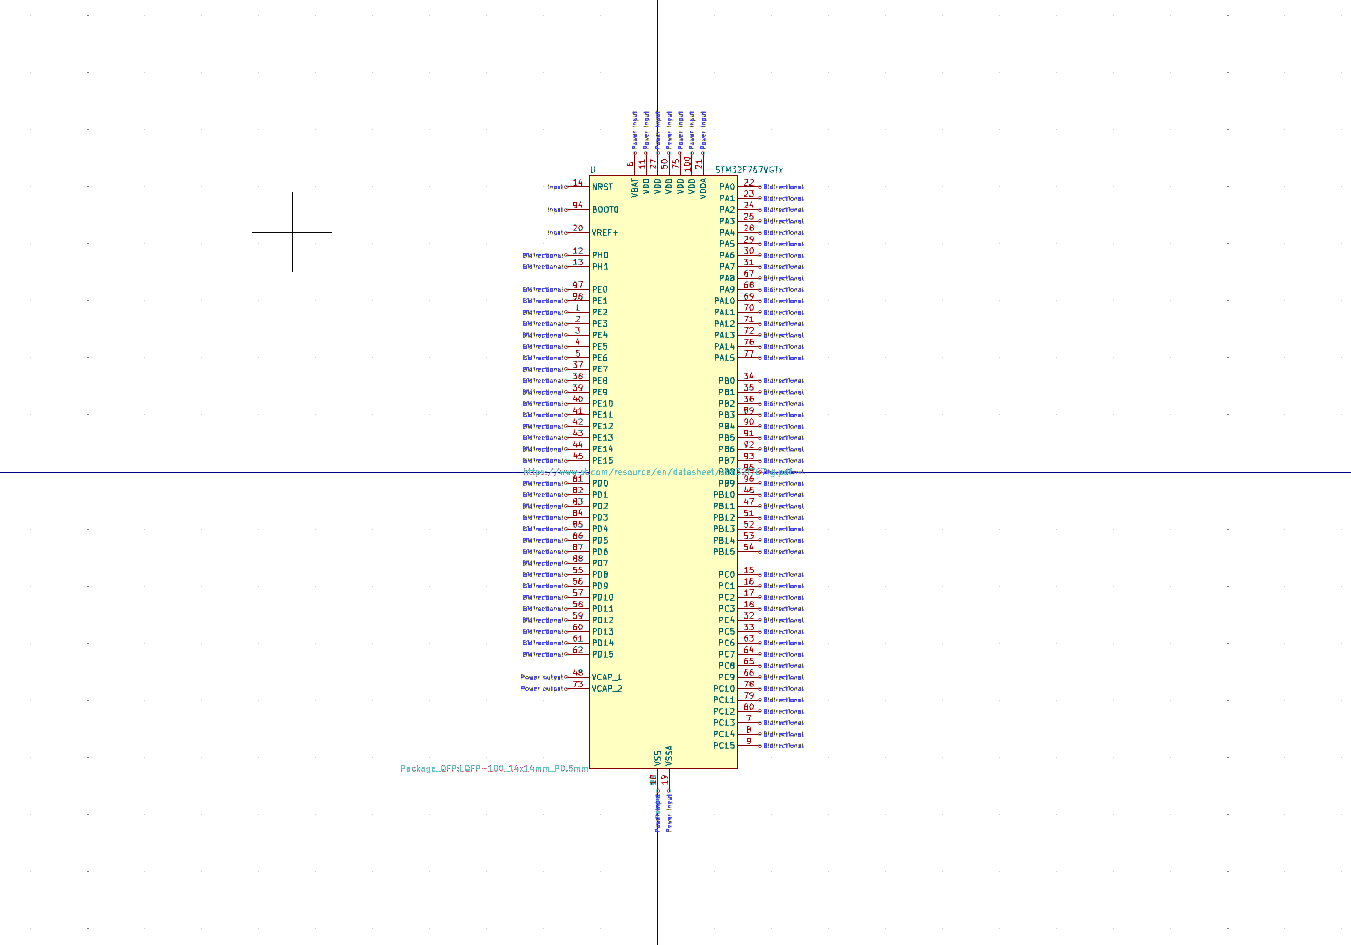 Power input Power input Power input Power input Power input Power input Power input
6 11 27 50 75 100 21
U STM32F767VGTx
VBAT VDD VDD VDD VDD VDD VDDA
Input 14 NRST PA0 22 Bidirectional
PA1 23 Bidirectional
Input 94 BOOT0 PA2 24 Bidirectional
PA3 25 Bidirectional
Input 20 VREF+ PA4 28 Bidirectional
PA5 29 Bidirectional
Bidirectional 12 PH0 PA6 30 Bidirectional
Bidirectional 13 PH1 PA7 31 Bidirectional
PA8 67 Bidirectional
Bidirectional 97 PE0 PA9 68 Bidirectional
Bidirectional 98 PE1 PA10 69 Bidirectional
Bidirectional 1 PE2 PA11 70 Bidirectional
Bidirectional 2 PE3 PA12 71 Bidirectional
Bidirectional 3 PE4 PA13 72 Bidirectional
Bidirectional 4 PE5 PA14 76 Bidirectional
Bidirectional 5 PE6 PA15 77 Bidirectional
Bidirectional 37 PE7
Bidirectional 38 PE8 PB0 34 Bidirectional
Bidirectional 39 PE9 PB1 35 Bidirectional
Bidirectional 40 PE10 PB2 36 Bidirectional
Bidirectional 41 PE11 PB3 89 Bidirectional
Bidirectional 42 PE12 PB4 90 Bidirectional
Bidirectional 43 PE13 PB5 91 Bidirectional
Bidirectional 44 PE14 PB6 92 Bidirectional
Bidirectional 45 PE15 PB7 93 Bidirectional
PB8 95 Bidirectional
Bidirectional 81 PD0 PB9 96 Bidirectional
Bidirectional 82 PD1 PB10 46 Bidirectional
Bidirectional 83 PD2 PB11 47 Bidirectional
Bidirectional 84 PD3 PB12 51 Bidirectional
Bidirectional 85 PD4 PB13 52 Bidirectional
Bidirectional 86 PD5 PB14 53 Bidirectional
Bidirectional 87 PD6 PB15 54 Bidirectional
Bidirectional 88 PD7
Bidirectional 55 PD8 PC0 15 Bidirectional
Bidirectional 56 PD9 PC1 16 Bidirectional
Bidirectional 57 PD10 PC2 17 Bidirectional
Bidirectional 58 PD11 PC3 18 Bidirectional
Bidirectional 59 PD12 PC4 32 Bidirectional
Bidirectional 60 PD13 PC5 33 Bidirectional
Bidirectional 61 PD14 PC6 63 Bidirectional
Bidirectional 62 PD15 PC7 64 Bidirectional
PC8 65 Bidirectional
Power output 48 VCAP_1 PC9 66 Bidirectional
Power output 73 VCAP_2 PC10 78 Bidirectional
PC11 79 Bidirectional
PC12 80 Bidirectional
PC13 7 Bidirectional
PC14 8 Bidirectional
PC15 9 Bidirectional
VSS VSSA
Package_QFP:LQFP-100_14x14mm_P0.5mm
19
Power input